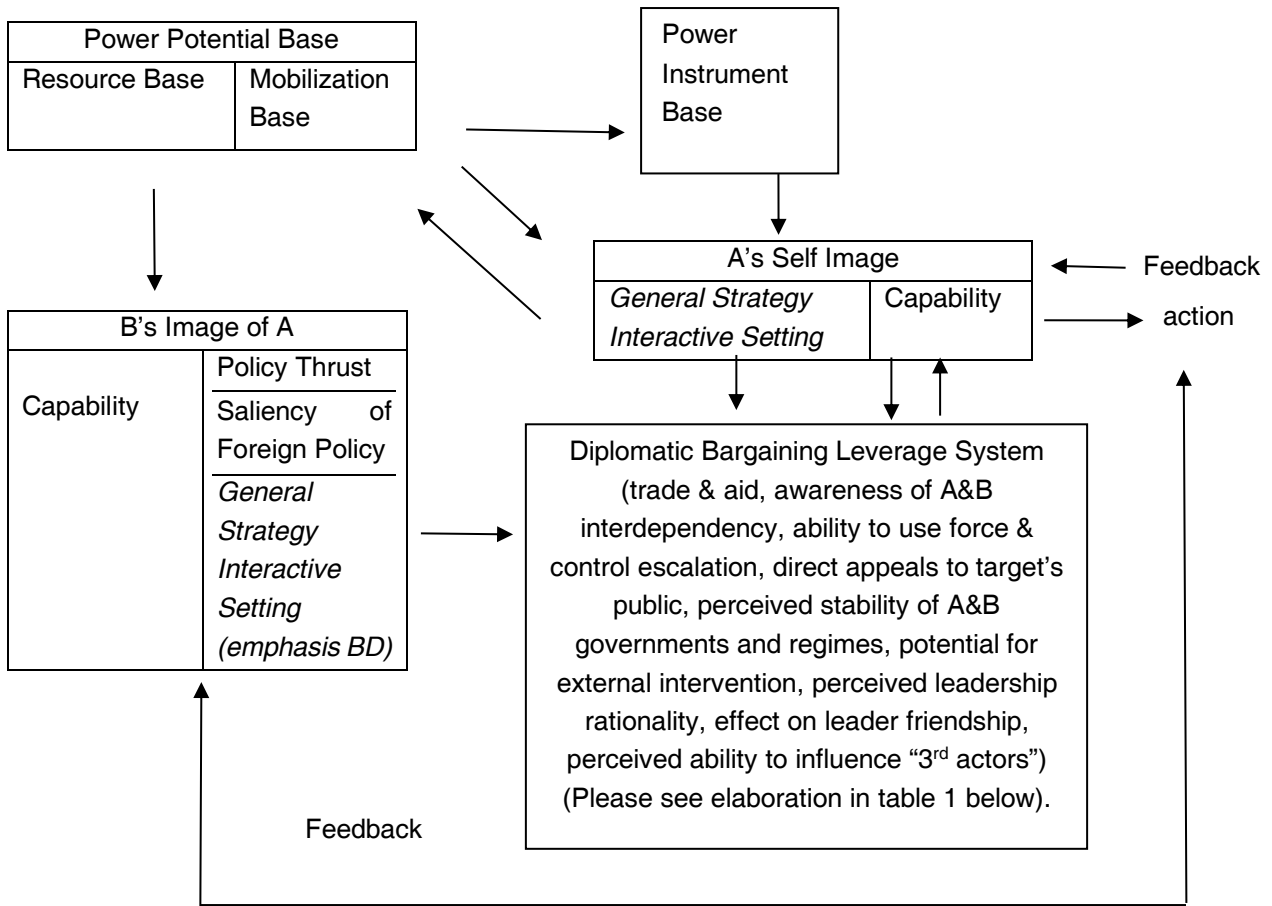 Power Potential Base
Resource Base
Mobilization
Base
Power
Instrument
Base
A's Self Image
General Strategy
Interactive Setting
Capability
Feedback
action
B's Image of A
Capability
Policy Thrust
Saliency of
Foreign Policy
General
Strategy
Interactive
Setting
(emphasis BD)
Diplomatic Bargaining Leverage System
(trade & aid, awareness of A&B
interdependency, ability to use force &
control escalation, direct appeals to target's
public, perceived stability of A&B
governments and regimes, potential for
external intervention, perceived leadership
rationality, effect on leader friendship,
perceived ability to influence “3rd actors”)
(Please see elaboration in table 1 below).
Feedback